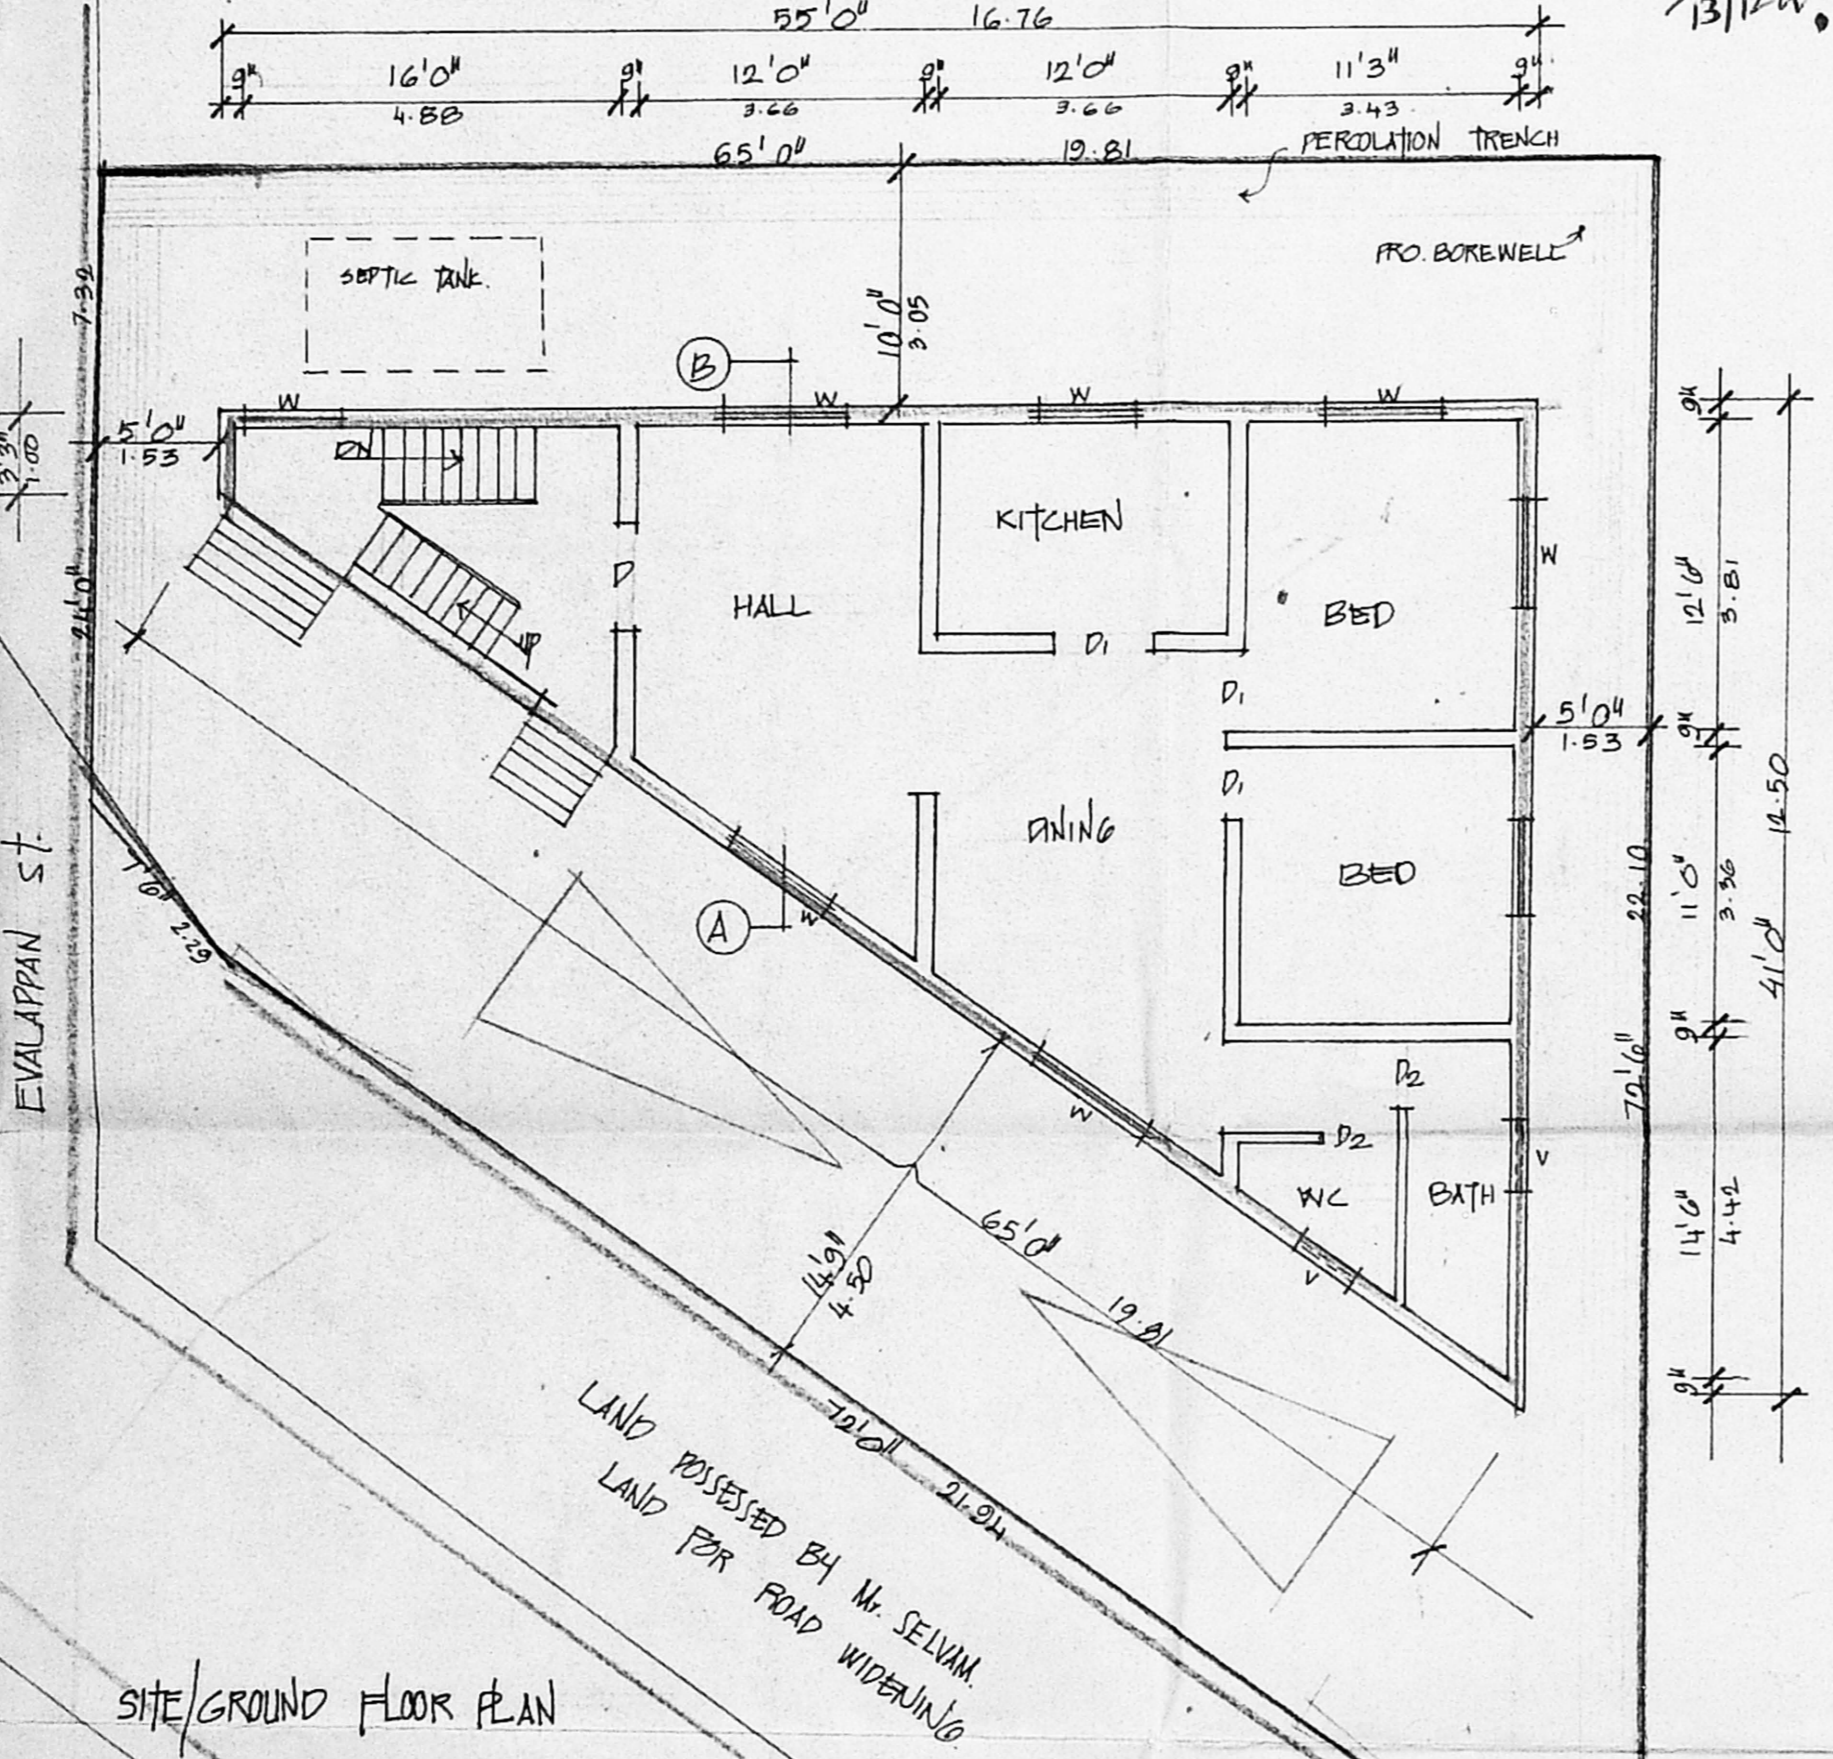 55'0" 16.76
9" 16'0" 9" 12'0" 9" 12'0" 9" 11'3" 9"
4.88 3.66 3.66 3.43
65'0" 19.81 PERCOLATION TRENCH
PRO. BOREWELL
SEPTIC TANK.
7.32
24'0"
10'0"
3.05
B
W W W W
5'0"
1.53
3'3"
1.00
DN
UP
D
HALL
KITCHEN
D1
BED
W
D1
5'0"
1.53
D1
DINING
BED
A
W
W
D2
D2
WC
BATH
V
V
9"
12'6"
3.81
9"
11'0"
3.36
9"
14'6"
4.42
9"
12.50
41'0"
22.10
72'6"
EVALAPPAN St.
7'6"
2.29
14'9"
4.50
65'0"
19.81
72'0"
21.94
LAND POSSESSED BY Mr. SELVAM.
LAND FOR ROAD WIDENING
SITE/GROUND FLOOR PLAN